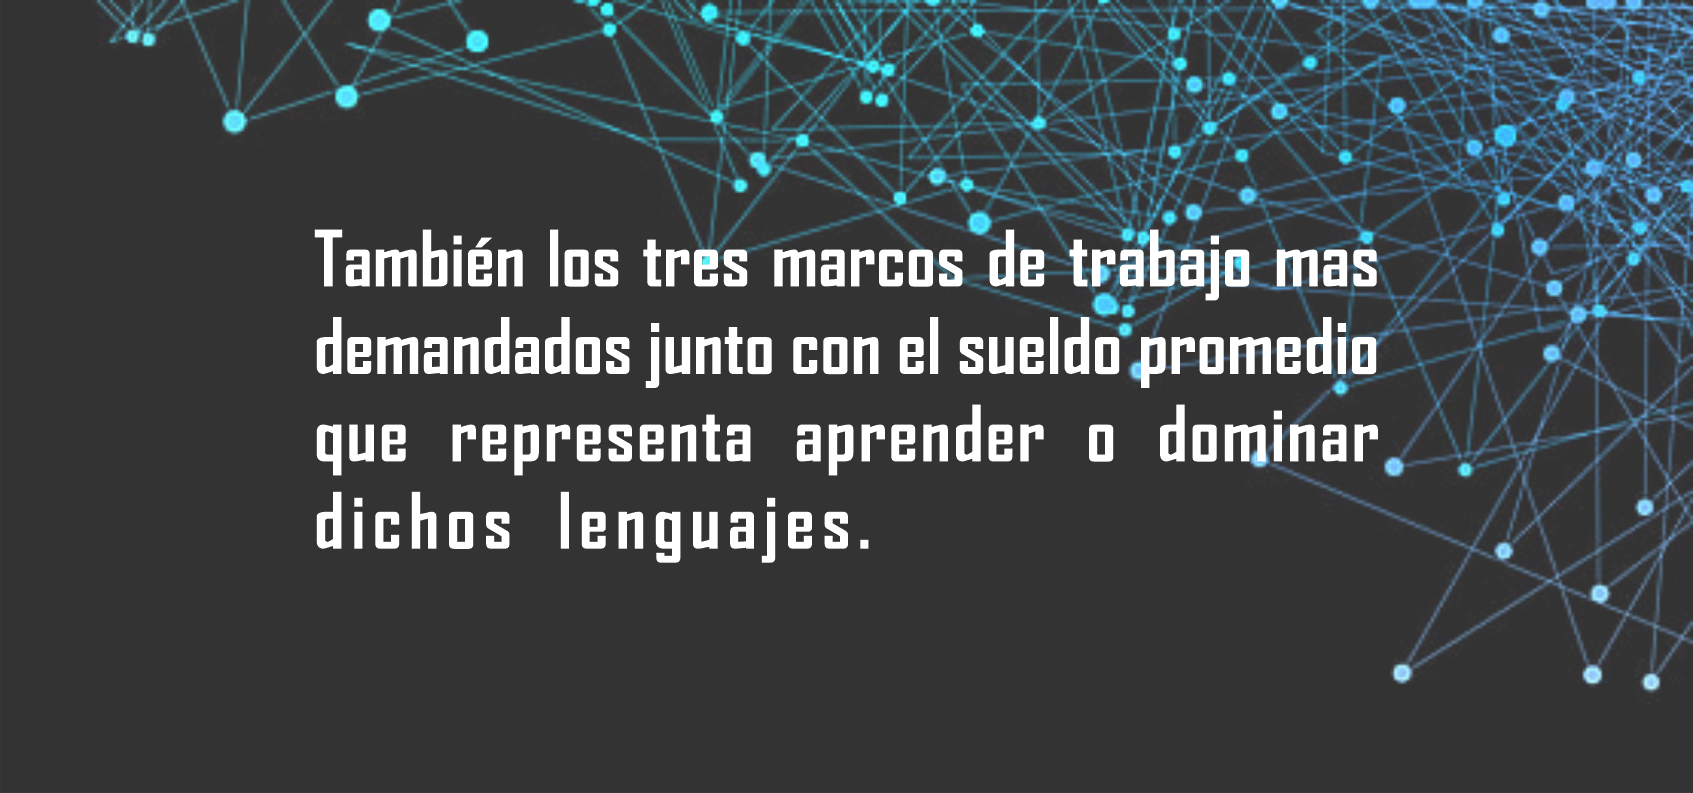 También los tres marcos de trabajo mas
demandados junto con el sueldo promedio
que representa aprender o dominar
dichos lenguajes.